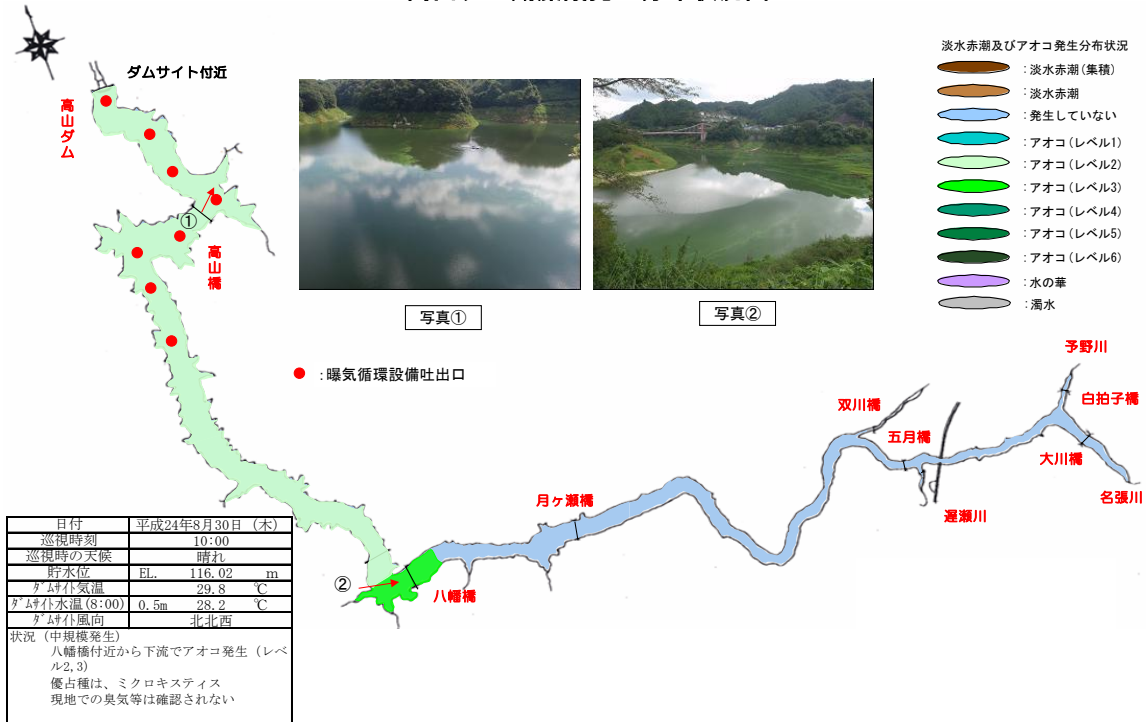 ダムサイト付近
高山ダム
①
高山橋
写真①
写真②
●:曝気循環設備吐出口
淡水赤潮及びアオコ発生分布状況
:淡水赤潮(集積)
:淡水赤潮
:発生していない
:アオコ(レベル1)
:アオコ(レベル2)
:アオコ(レベル3)
:アオコ(レベル4)
:アオコ(レベル5)
:アオコ(レベル6)
:水の華
:濁水
予野川
白拍子橋
双川橋
五月橋
大川橋
名張川
遅瀬川
月ヶ瀬橋
②
八幡橋
日付 平成24年8月30日(木)
巡視時刻 10:00
巡視時の天候 晴れ
貯水位 EL. 116.02 m
ダムサイト気温 29.8 ℃
ダムサイト水温(8:00) 0.5m 28.2 ℃
ダムサイト風向 北北西
状況(中規模発生)
八幡橋付近から下流でアオコ発生(レベ
ル2,3)
優占種は、ミクロキスティス
現地での臭気等は確認されない